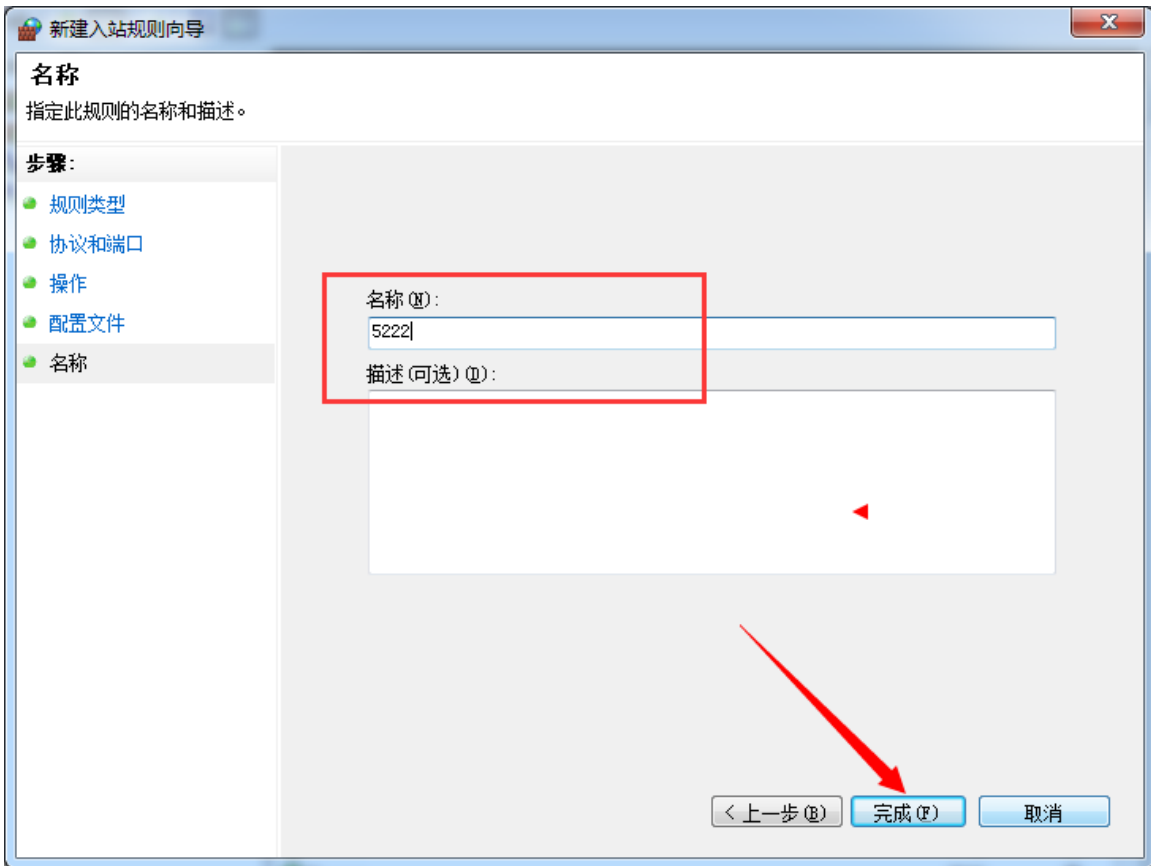 新建入站规则向导
名称
指定此规则的名称和描述。
步骤:
规则类型
协议和端口
操作
配置文件
名称
名称(N):
5222
描述(可选)(D):
< 上一步(B)
完成(F)
取消